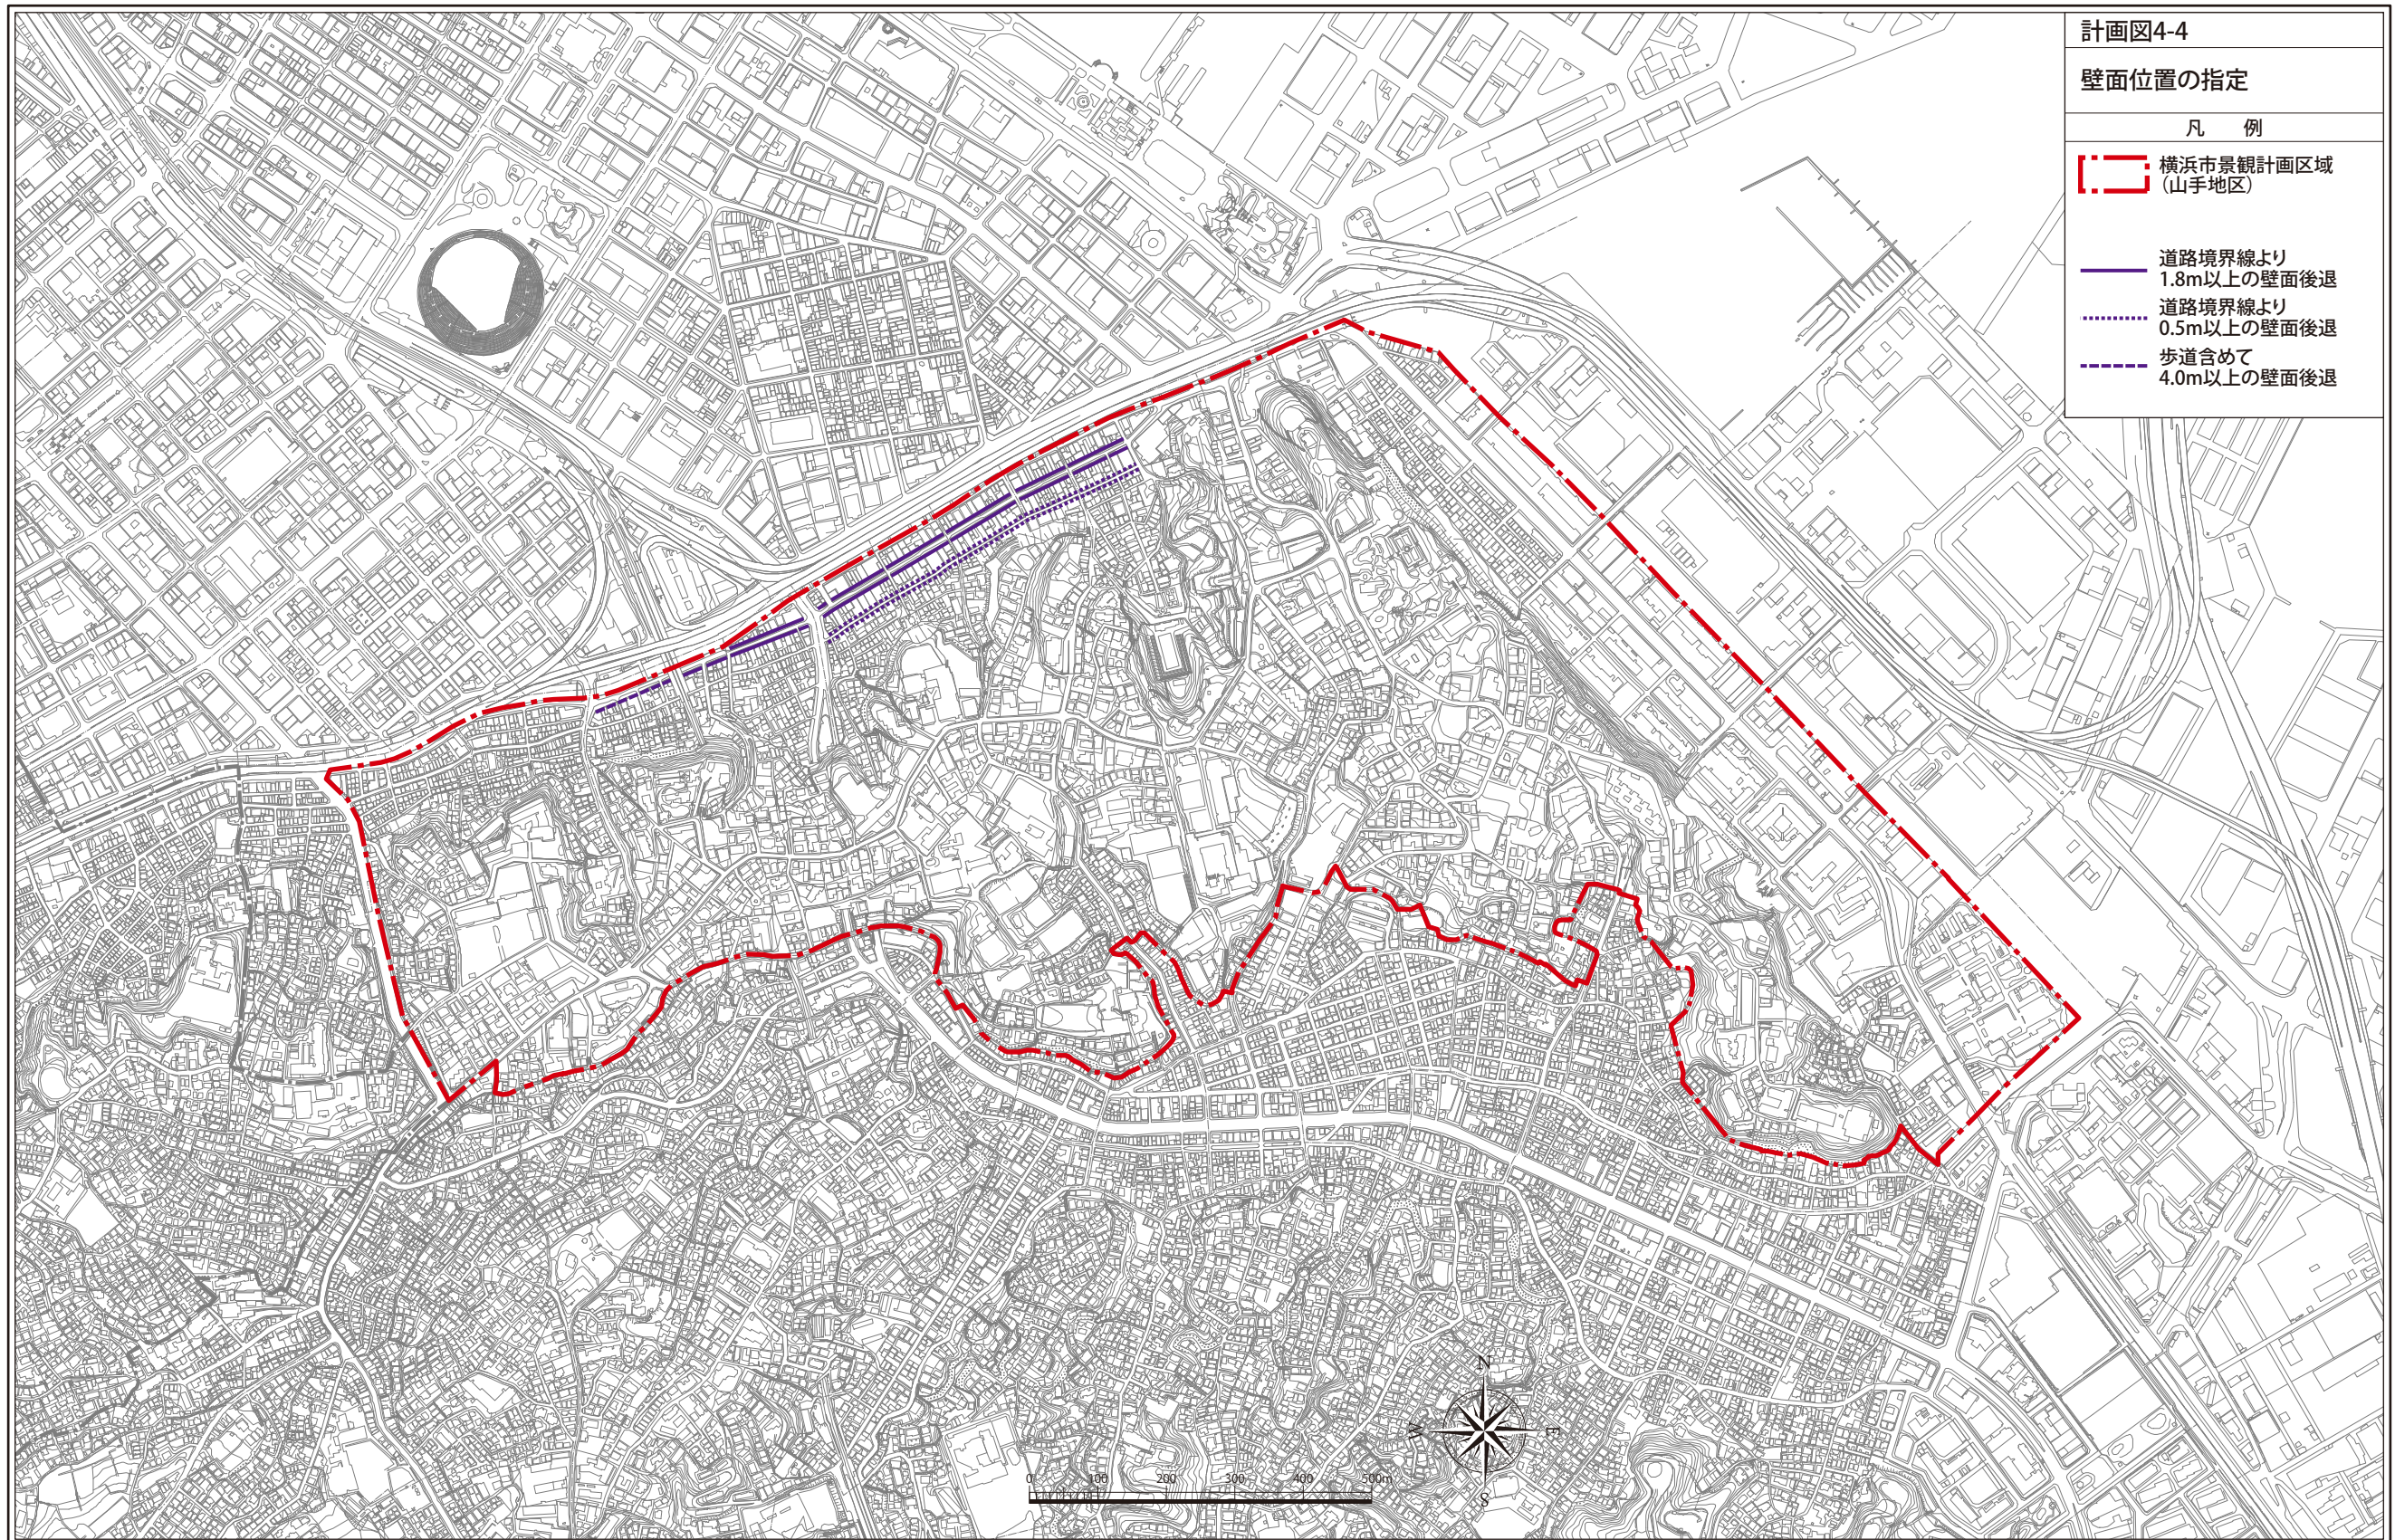 計画図4-4
壁面位置の指定
凡　例
横浜市景観計画区域
（山手地区）
道路境界線より
1.8m以上の壁面後退
道路境界線より
0.5m以上の壁面後退
歩道含めて
4.0m以上の壁面後退
N
W
E
S
0 100 200 300 400 500m